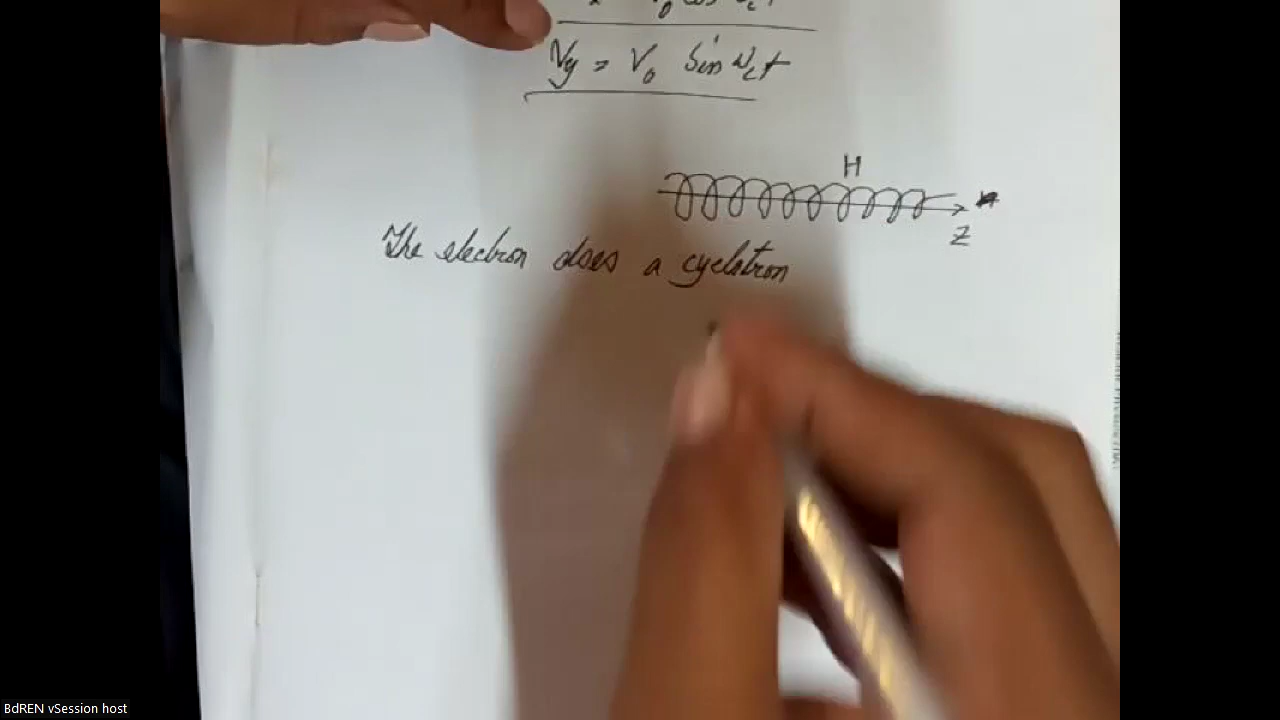 Vy = V0 Sin ωct
H
Z
The electron does a cyclotron
BdREN vSession host